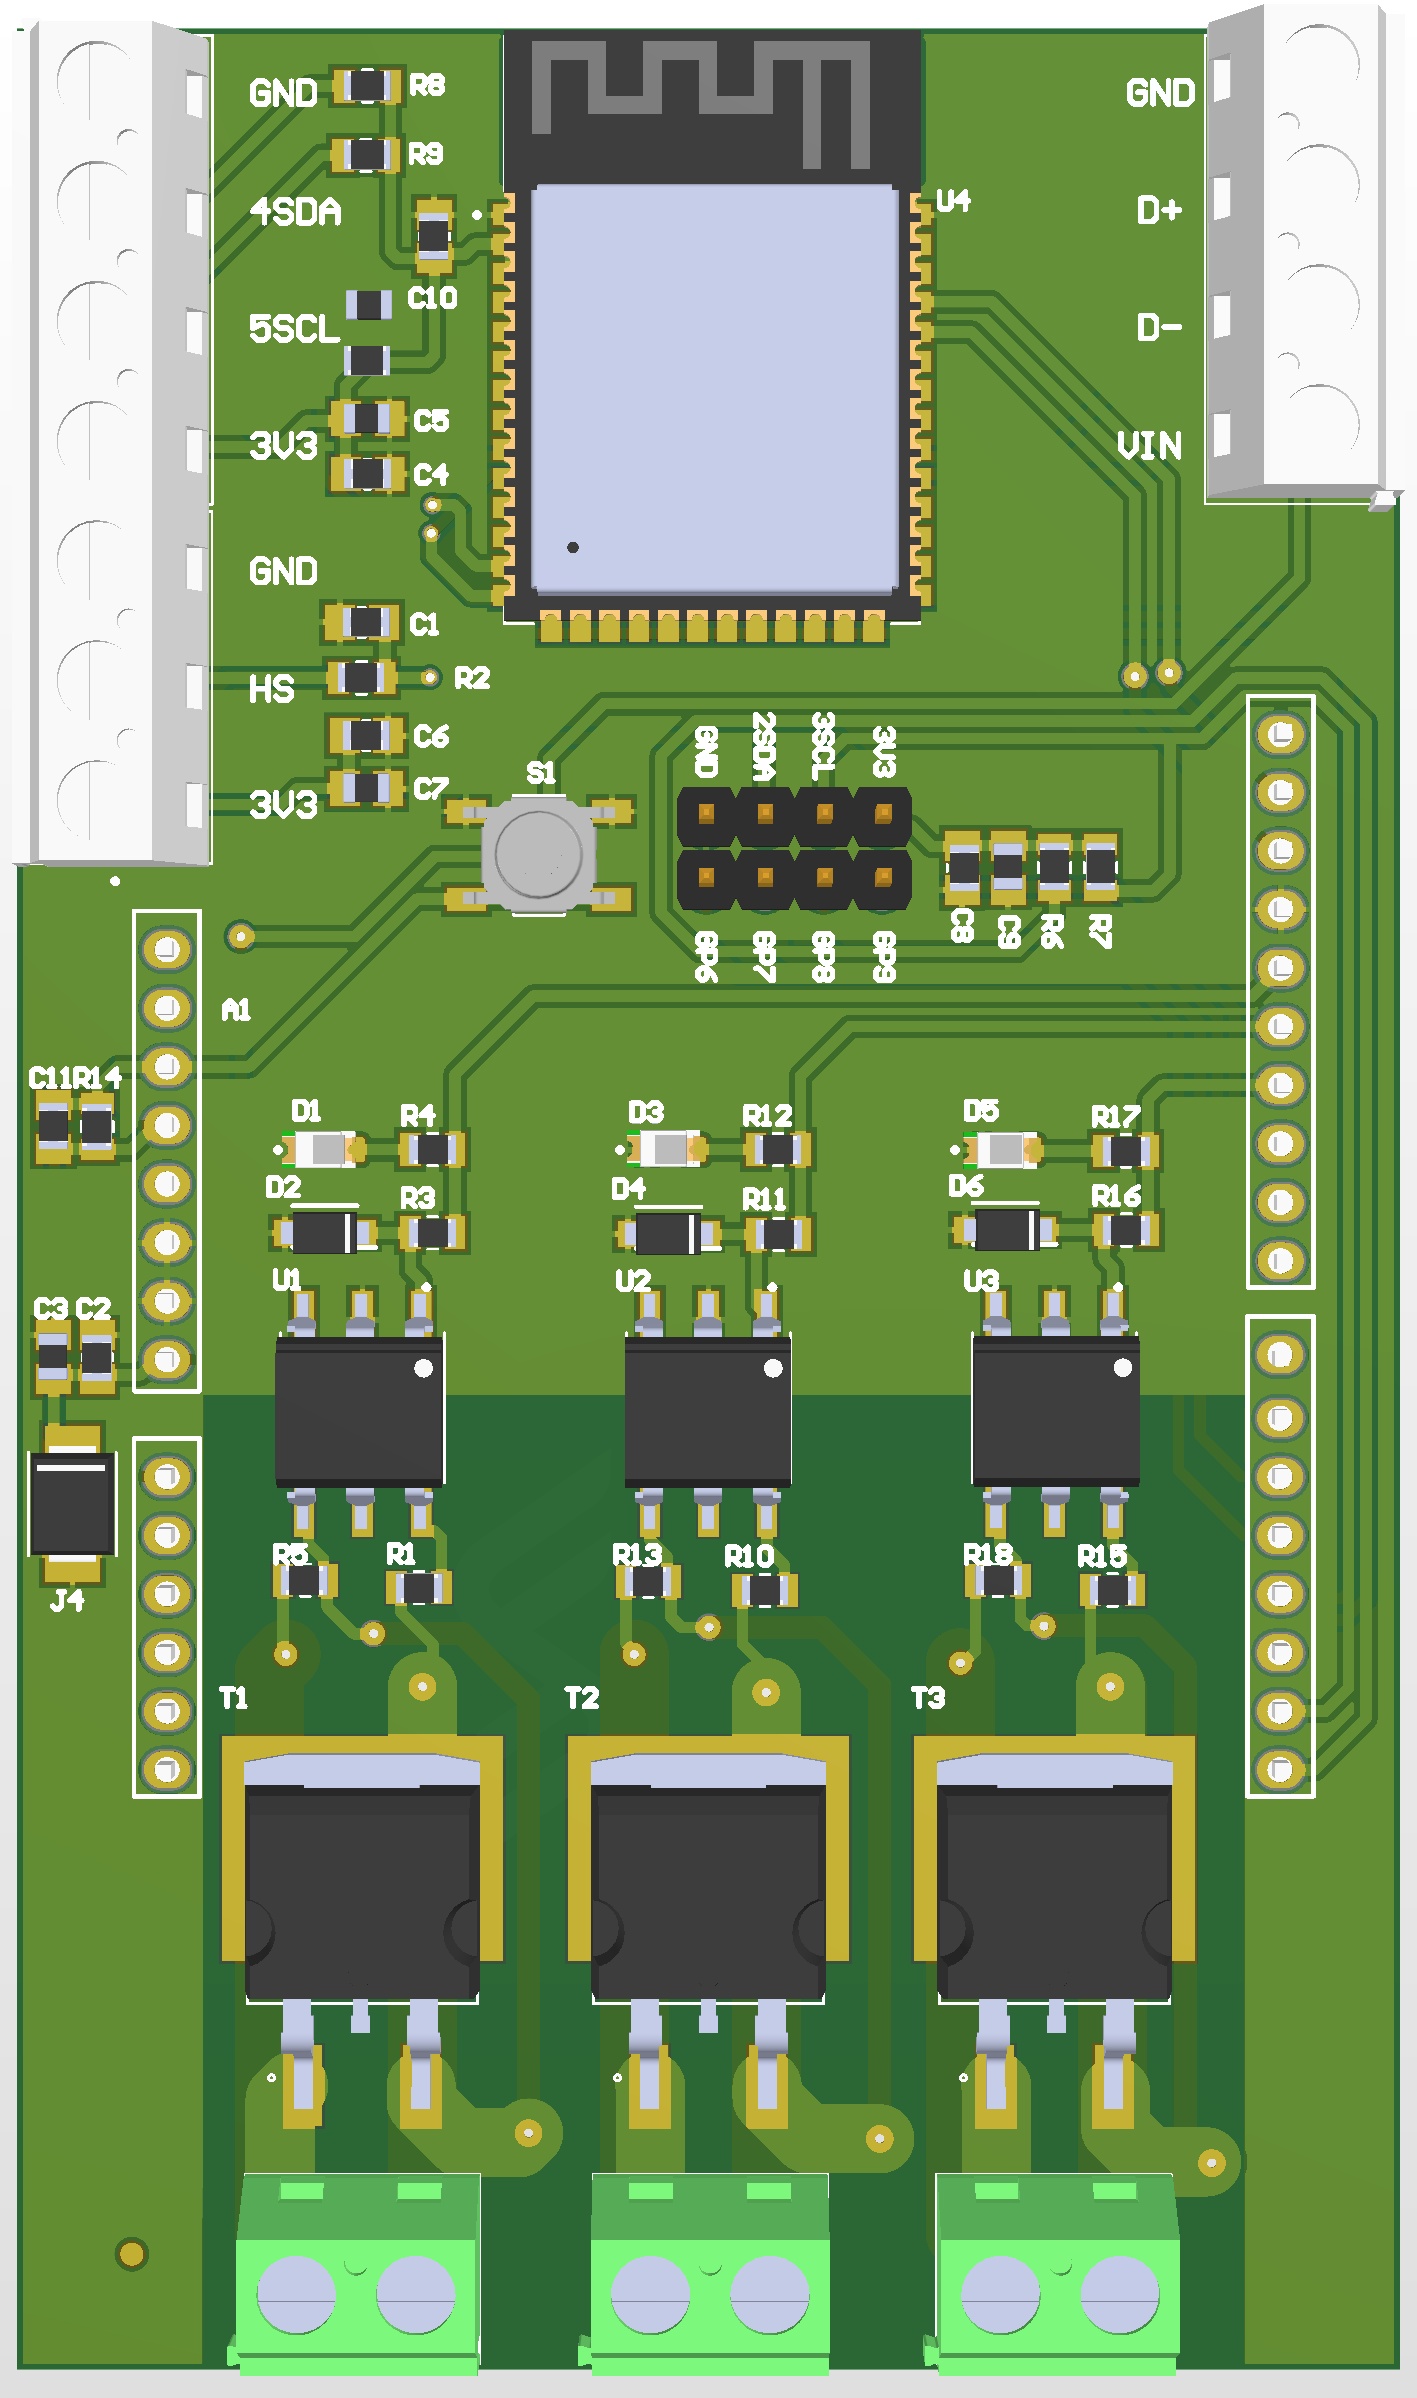 GND
R8
GND
R9
4SDA
U4
D+
C10
5SCL
D-
C5
3V3
VIN
C4
GND
C1
R2
HS
C6
C7
3V3
S1
GND
2SDA
3SCL
3V3
GP6
GP7
GP8
GP9
C8
C9
R6
R7
A1
C11 R14
D1
R4
D3
R12
D5
R17
D2
R3
D4
R11
D6
R16
U1
U2
U3
C3 C2
R5
R1
R13
R10
R18
R15
J4
T1
T2
T3